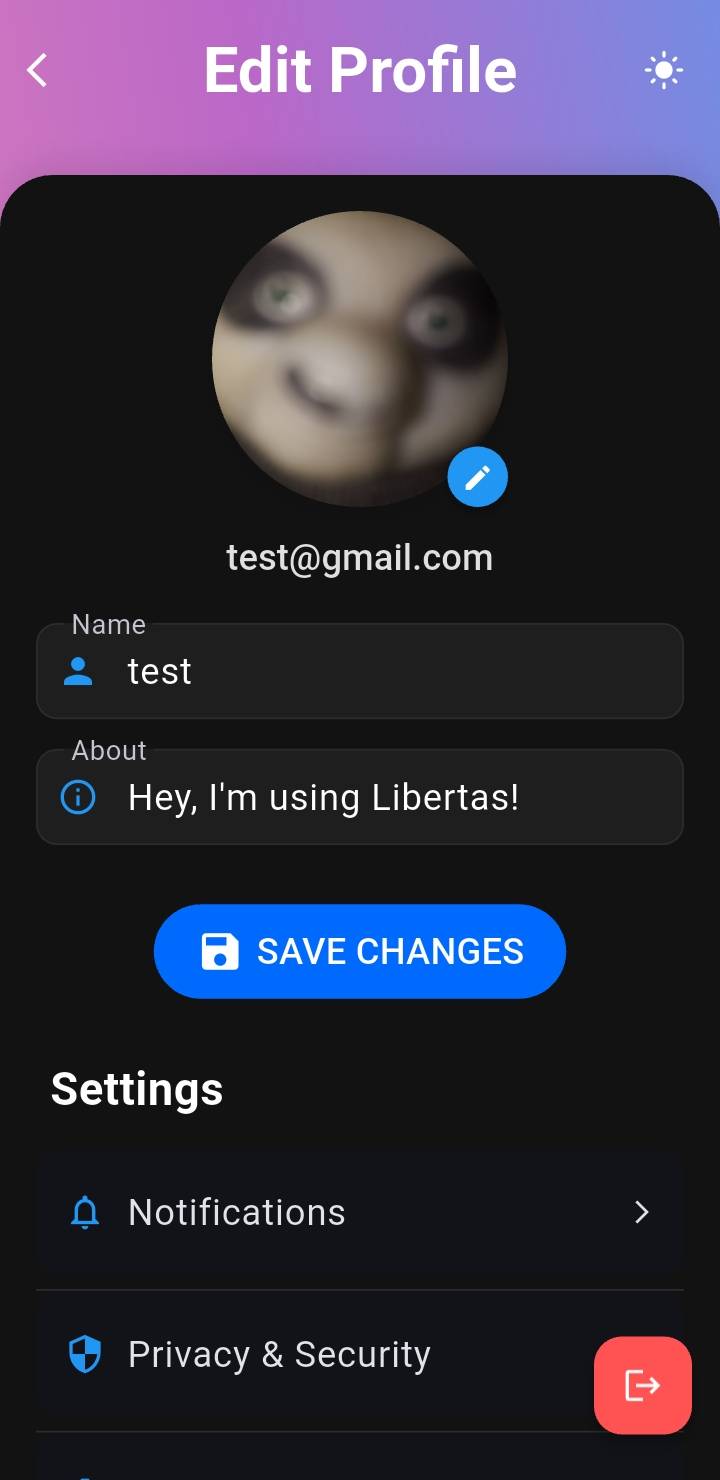 Edit Profile
test@gmail.com
Name
test
About
Hey, I'm using Libertas!
SAVE CHANGES
Settings
Notifications
Privacy & Security